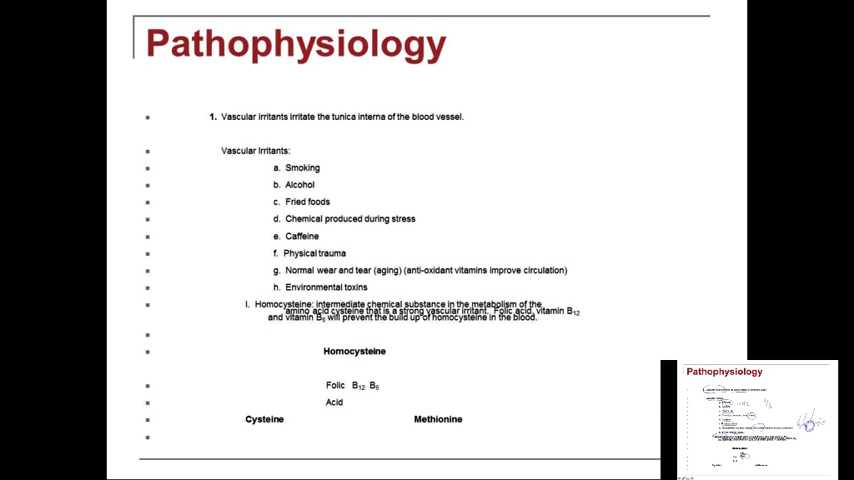 Pathophysiology
1. Vascular irritants irritate the tunica interna of the blood vessel.
Vascular Irritants:
a. Smoking
b. Alcohol
c. Fried foods
d. Chemical produced during stress
e. Caffeine
f. Physical trauma
g. Normal wear and tear (aging) (anti-oxidant vitamins improve circulation)
h. Environmental toxins
I. Homocysteine: intermediate chemical substance in the metabolism of the
amino acid cysteine that is a strong vascular irritant. Folic acid, vitamin B12
and vitamin B6 will prevent the build up of homocysteine in the blood.
Homocysteine
Folic B12, B6
Acid
Cysteine Methionine
Pathophysiology